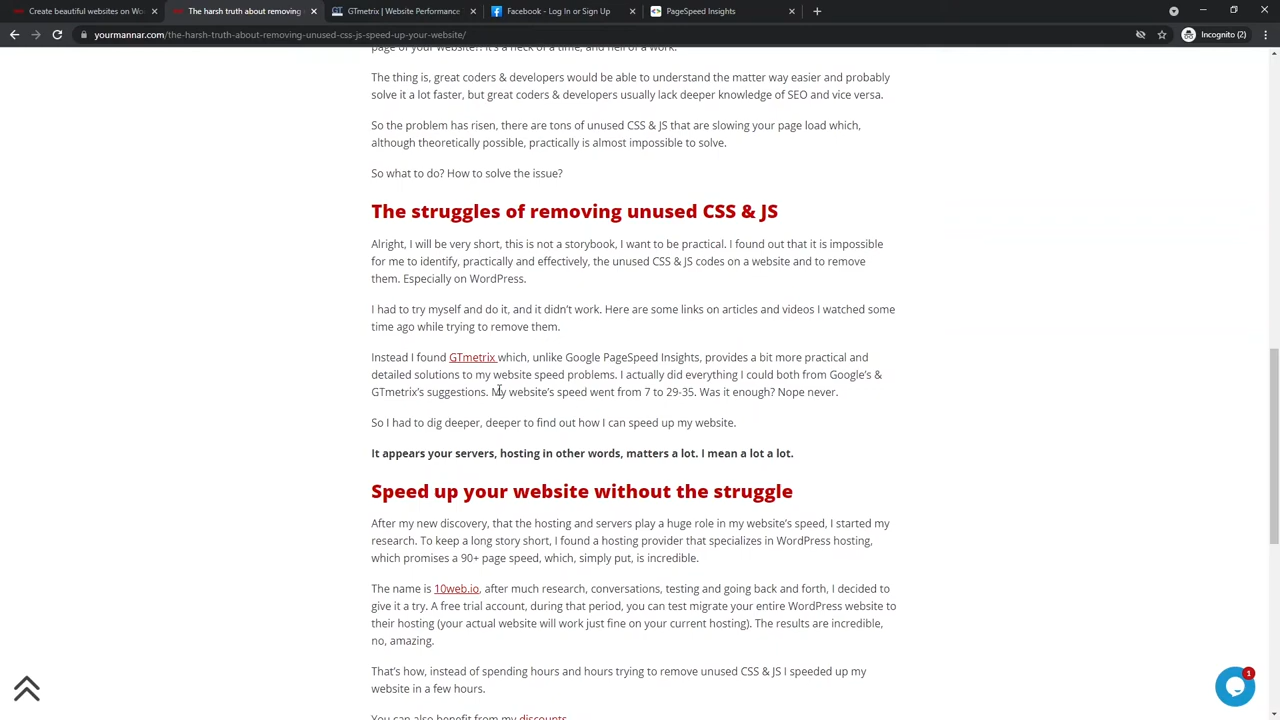 Create beautiful websites on Wo
The harsh truth about removing
GTmetrix | Website Performance
Facebook - Log In or Sign Up
PageSpeed Insights
yourmannar.com/the-harsh-truth-about-removing-unused-css-js-speed-up-your-website/
Incognito (2)
page of your website!! It's a heck of a time, and hell of a work.
The thing is, great coders & developers would be able to understand the matter way easier and probably
solve it a lot faster, but great coders & developers usually lack deeper knowledge of SEO and vice versa.
So the problem has risen, there are tons of unused CSS & JS that are slowing your page load which,
although theoretically possible, practically is almost impossible to solve.
So what to do? How to solve the issue?
The struggles of removing unused CSS & JS
Alright, I will be very short, this is not a storybook, I want to be practical. I found out that it is impossible
for me to identify, practically and effectively, the unused CSS & JS codes on a website and to remove
them. Especially on WordPress.
I had to try myself and do it, and it didn't work. Here are some links on articles and videos I watched some
time ago while trying to remove them.
Instead I found GTmetrix which, unlike Google PageSpeed Insights, provides a bit more practical and
detailed solutions to my website speed problems. I actually did everything I could both from Google's &
GTmetrix's suggestions. My website's speed went from 7 to 29-35. Was it enough? Nope never.
So I had to dig deeper, deeper to find out how I can speed up my website.
It appears your servers, hosting in other words, matters a lot. I mean a lot a lot.
Speed up your website without the struggle
After my new discovery, that the hosting and servers play a huge role in my website's speed, I started my
research. To keep a long story short, I found a hosting provider that specializes in WordPress hosting,
which promises a 90+ page speed, which, simply put, is incredible.
The name is 10web.io, after much research, conversations, testing and going back and forth, I decided to
give it a try. A free trial account, during that period, you can test migrate your entire WordPress website to
their hosting (your actual website will work just fine on your current hosting). The results are incredible,
no, amazing.
That's how, instead of spending hours and hours trying to remove unused CSS & JS I speeded up my
website in a few hours.
You can also benefit from my discounts.
1